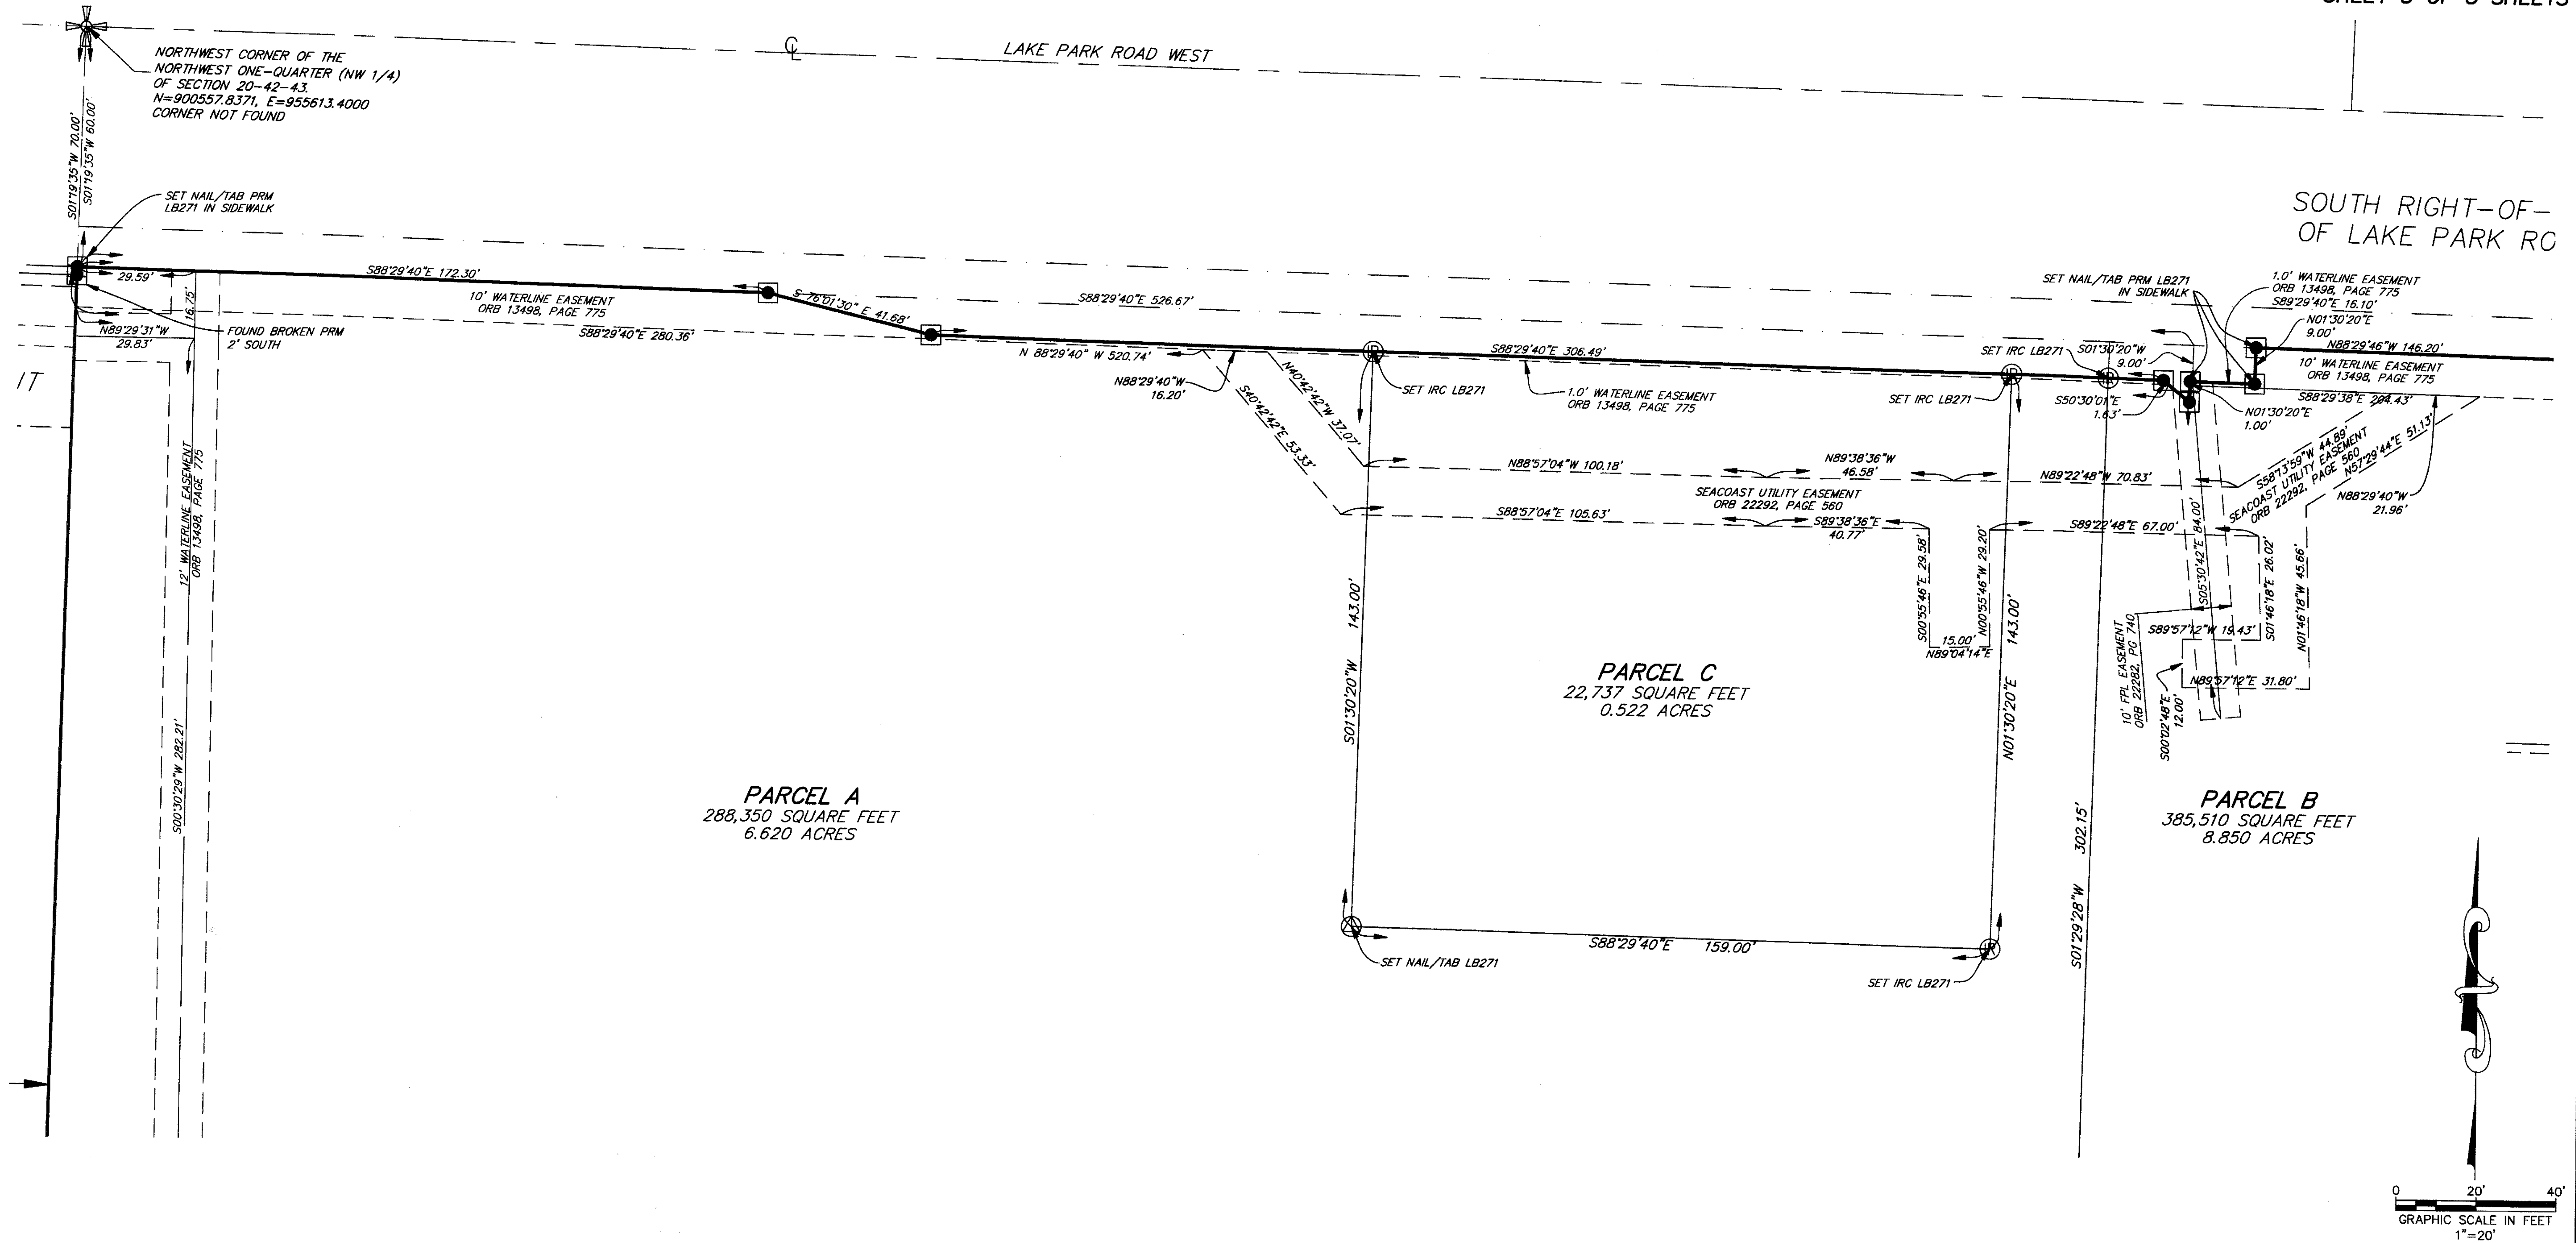 LAKE PARK ROAD WEST
NORTHWEST CORNER OF THE
NORTHWEST ONE-QUARTER (NW 1/4)
OF SECTION 20-42-43.
N=900557.8371, E=955613.4000
CORNER NOT FOUND
S01°19'35"W 70.00'
S01°19'35"W 60.00'
SET NAIL/TAB PRM
LB271 IN SIDEWALK
SOUTH RIGHT-OF-
29.59'
S88°29'40"E 172.30'
16.75'
10' WATERLINE EASEMENT
ORB 13498, PAGE 775
N89°29'31"W
29.83'
FOUND BROKEN PRM
2' SOUTH
S88°29'40"E 280.36'
S 76°01'30" E 41.68'
S88°29'40"E 526.67'
N 88°29'40" W 520.74'
N88°29'40"W
16.20'
N40°42'42"W 37.07'
S40°42'42"E 53.33'
SET IRC LB271
S88°29'40"E 306.49'
1.0' WATERLINE EASEMENT
ORB 13498, PAGE 775
SET NAIL/TAB PRM LB271
IN SIDEWALK
1.0' WATERLINE EASEMENT
ORB 13498, PAGE 775
S89°29'40"E 16.10'
N01°30'20"E
9.00'
N88°29'46"W 146.20'
10' WATERLINE EASEMENT
ORB 13498, PAGE 775
SET IRC LB271
S01°30'20"W
9.00'
SET IRC LB271
S50°30'01"E
1.63'
N01°30'20"E
1.00'
S88°29'38"E 204.43'
12' WATERLINE EASEMENT
ORB 13498, PAGE 775
S00°30'29"W 282.21'
N88°57'04"W 100.18'
N89°38'36"W
46.58'
N89°22'48"W 70.83'
SEACOAST UTILITY EASEMENT
ORB 22292, PAGE 560
S88°57'04"E 105.63'
S89°38'36"E
40.77'
S89°22'48"E 67.00'
S58°13'59"W 44.89'
SEACOAST UTILITY EASEMENT
ORB 22292, PAGE 560
N57°29'44"E 51.13'
N88°29'40"W
21.96'
S00°55'46"E 29.58'
N00°55'46"W 29.20'
15.00'
N89°04'14"E
S05°30'42"E 84.00'
S01°46'18"E 26.02'
N01°46'18"W 45.66'
10' FPL EASEMENT
ORB 22282, PG 740
S89°57'12"W 19.43'
N89°57'12"E 31.80'
S00°02'48"E
12.00'
S01°30'20"W 143.00'
N01°30'20"E 143.00'
S01°29'28"W 302.15'
PARCEL C
22,737 SQUARE FEET
0.522 ACRES
PARCEL A
288,350 SQUARE FEET
6.620 ACRES
PARCEL B
385,510 SQUARE FEET
8.850 ACRES
S88°29'40"E 159.00'
SET NAIL/TAB LB271
SET IRC LB271
0 20' 40'
GRAPHIC SCALE IN FEET
1"=20'